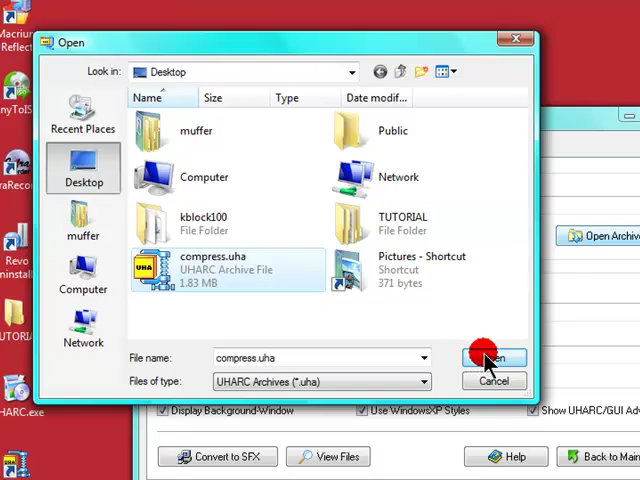 Macrium
Reflect
Open
Look in:
Desktop
Name
Size
Type
Date modif...
Recent Places
Desktop
muffer
Computer
Network
muffer
Public
Computer
Network
kblock100
File Folder
TUTORIAL
File Folder
compress.uha
UHARC Archive File
1.83 MB
UHA
Pictures - Shortcut
Shortcut
371 bytes
File name:
compress.uha
Files of type:
UHARC Archives (*.uha)
Cancel
nyToIS
raRecor
Revo
ninstall
TUTORIA
HARC.exe
Open Archiv
Display Background-Window
Use WindowsXP Styles
Show UHARC/GUI Adv
Convert to SFX
View Files
Help
Back to Main